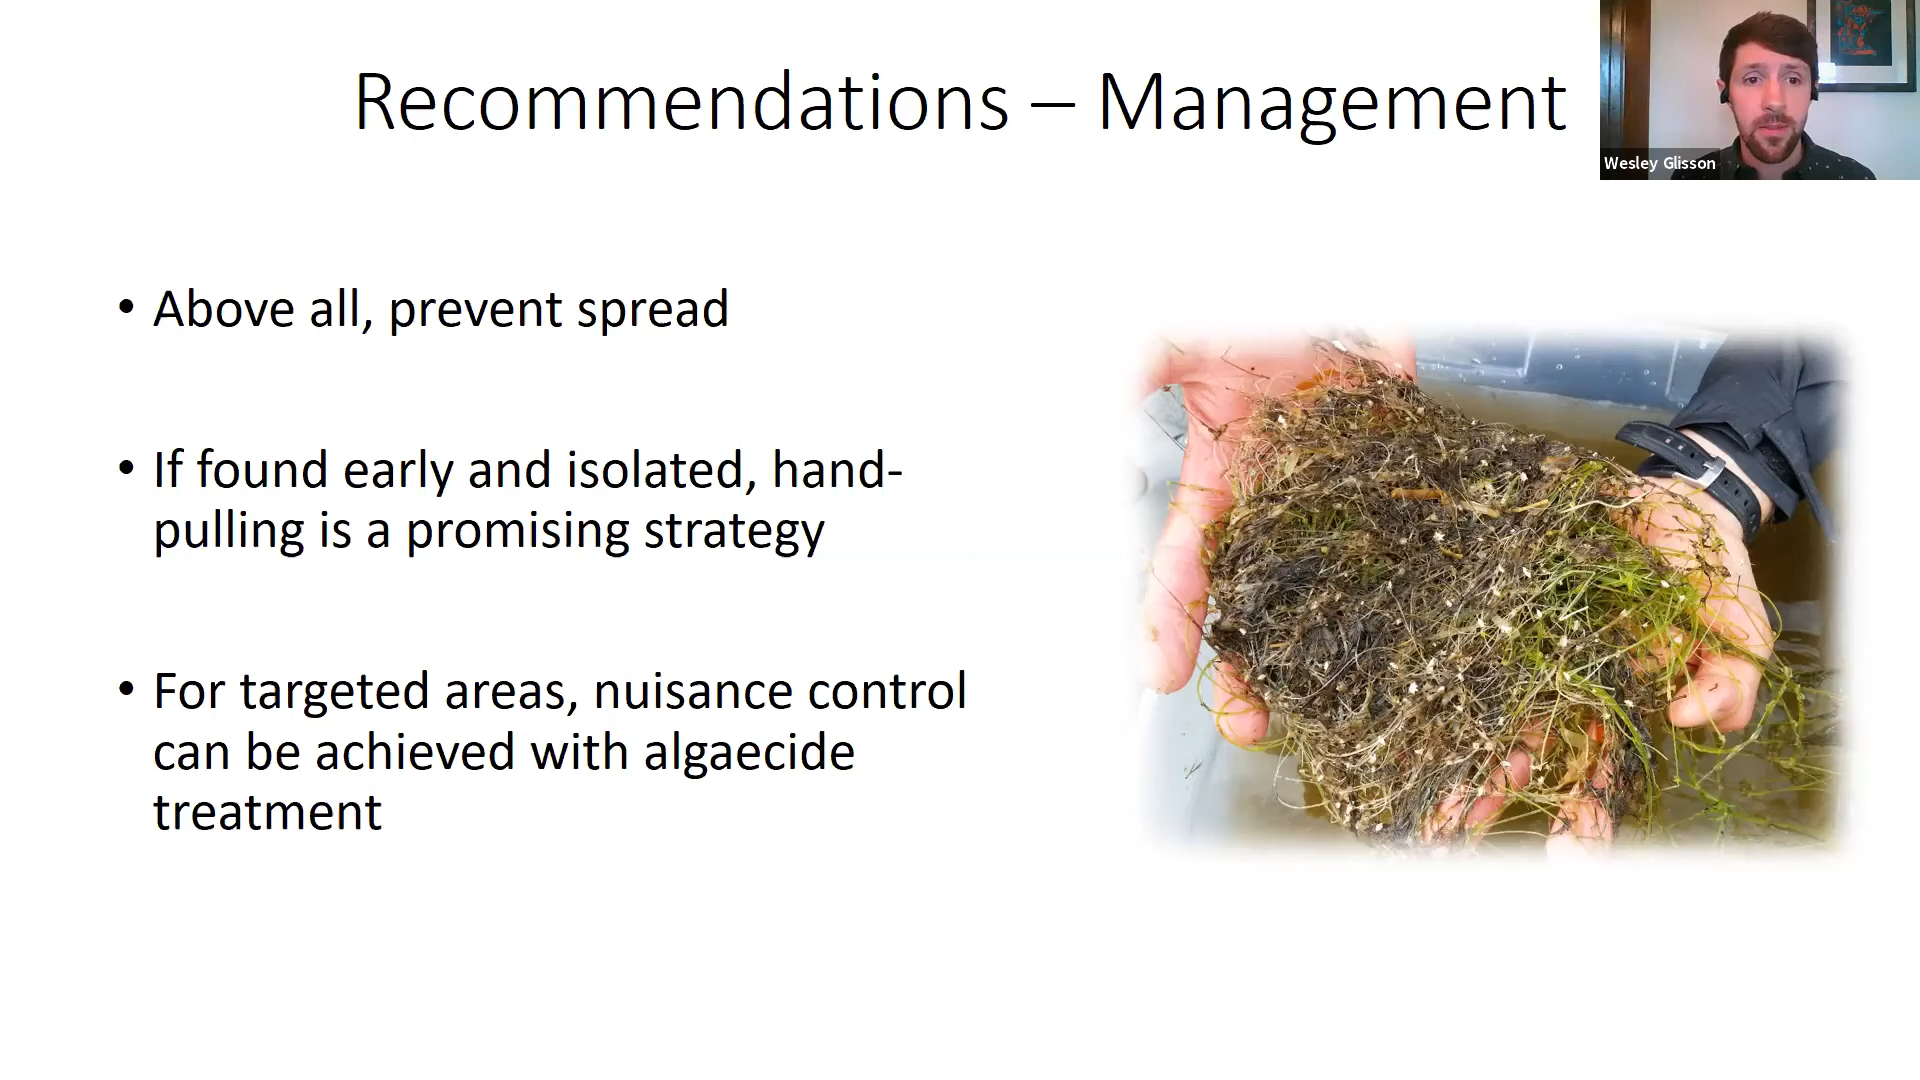 Recommendations – Management
Wesley Glisson
• Above all, prevent spread
• If found early and isolated, hand-
pulling is a promising strategy
• For targeted areas, nuisance control
can be achieved with algaecide
treatment